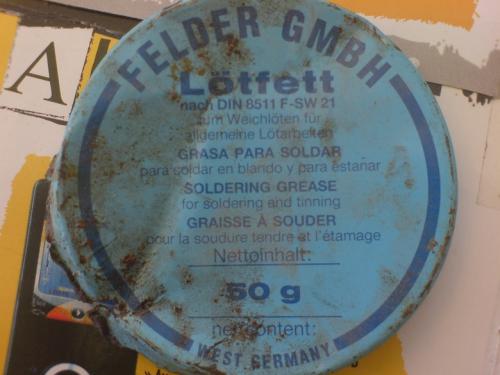 FELDER GMBH
Lötfett
nach DIN 8511 F-SW 21
zum Weichlöten für
allgemeine Lötarbeiten
GRASA PARA SOLDAR
para soldar en blando y para estañar
SOLDERING GREASE
for soldering and tinning
GRAISSE À SOUDER
pour la soudure tendre et l'étamage
Nettoinhalt:
50 g
net content:
WEST GERMANY
A